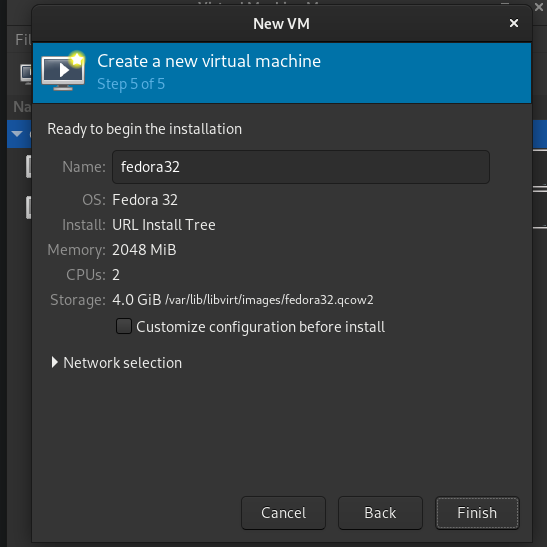 New VM
Create a new virtual machine
Step 5 of 5
Ready to begin the installation
Name: fedora32
OS: Fedora 32
Install: URL Install Tree
Memory: 2048 MiB
CPUs: 2
Storage: 4.0 GiB /var/lib/libvirt/images/fedora32.qcow2
Customize configuration before install
Network selection
Cancel Back Finish